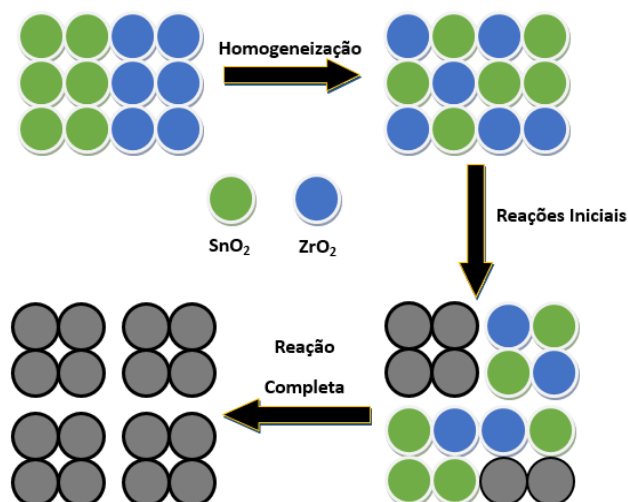 Homogeneização
SnO₂
ZrO₂
Reações Iniciais
Reação
Completa